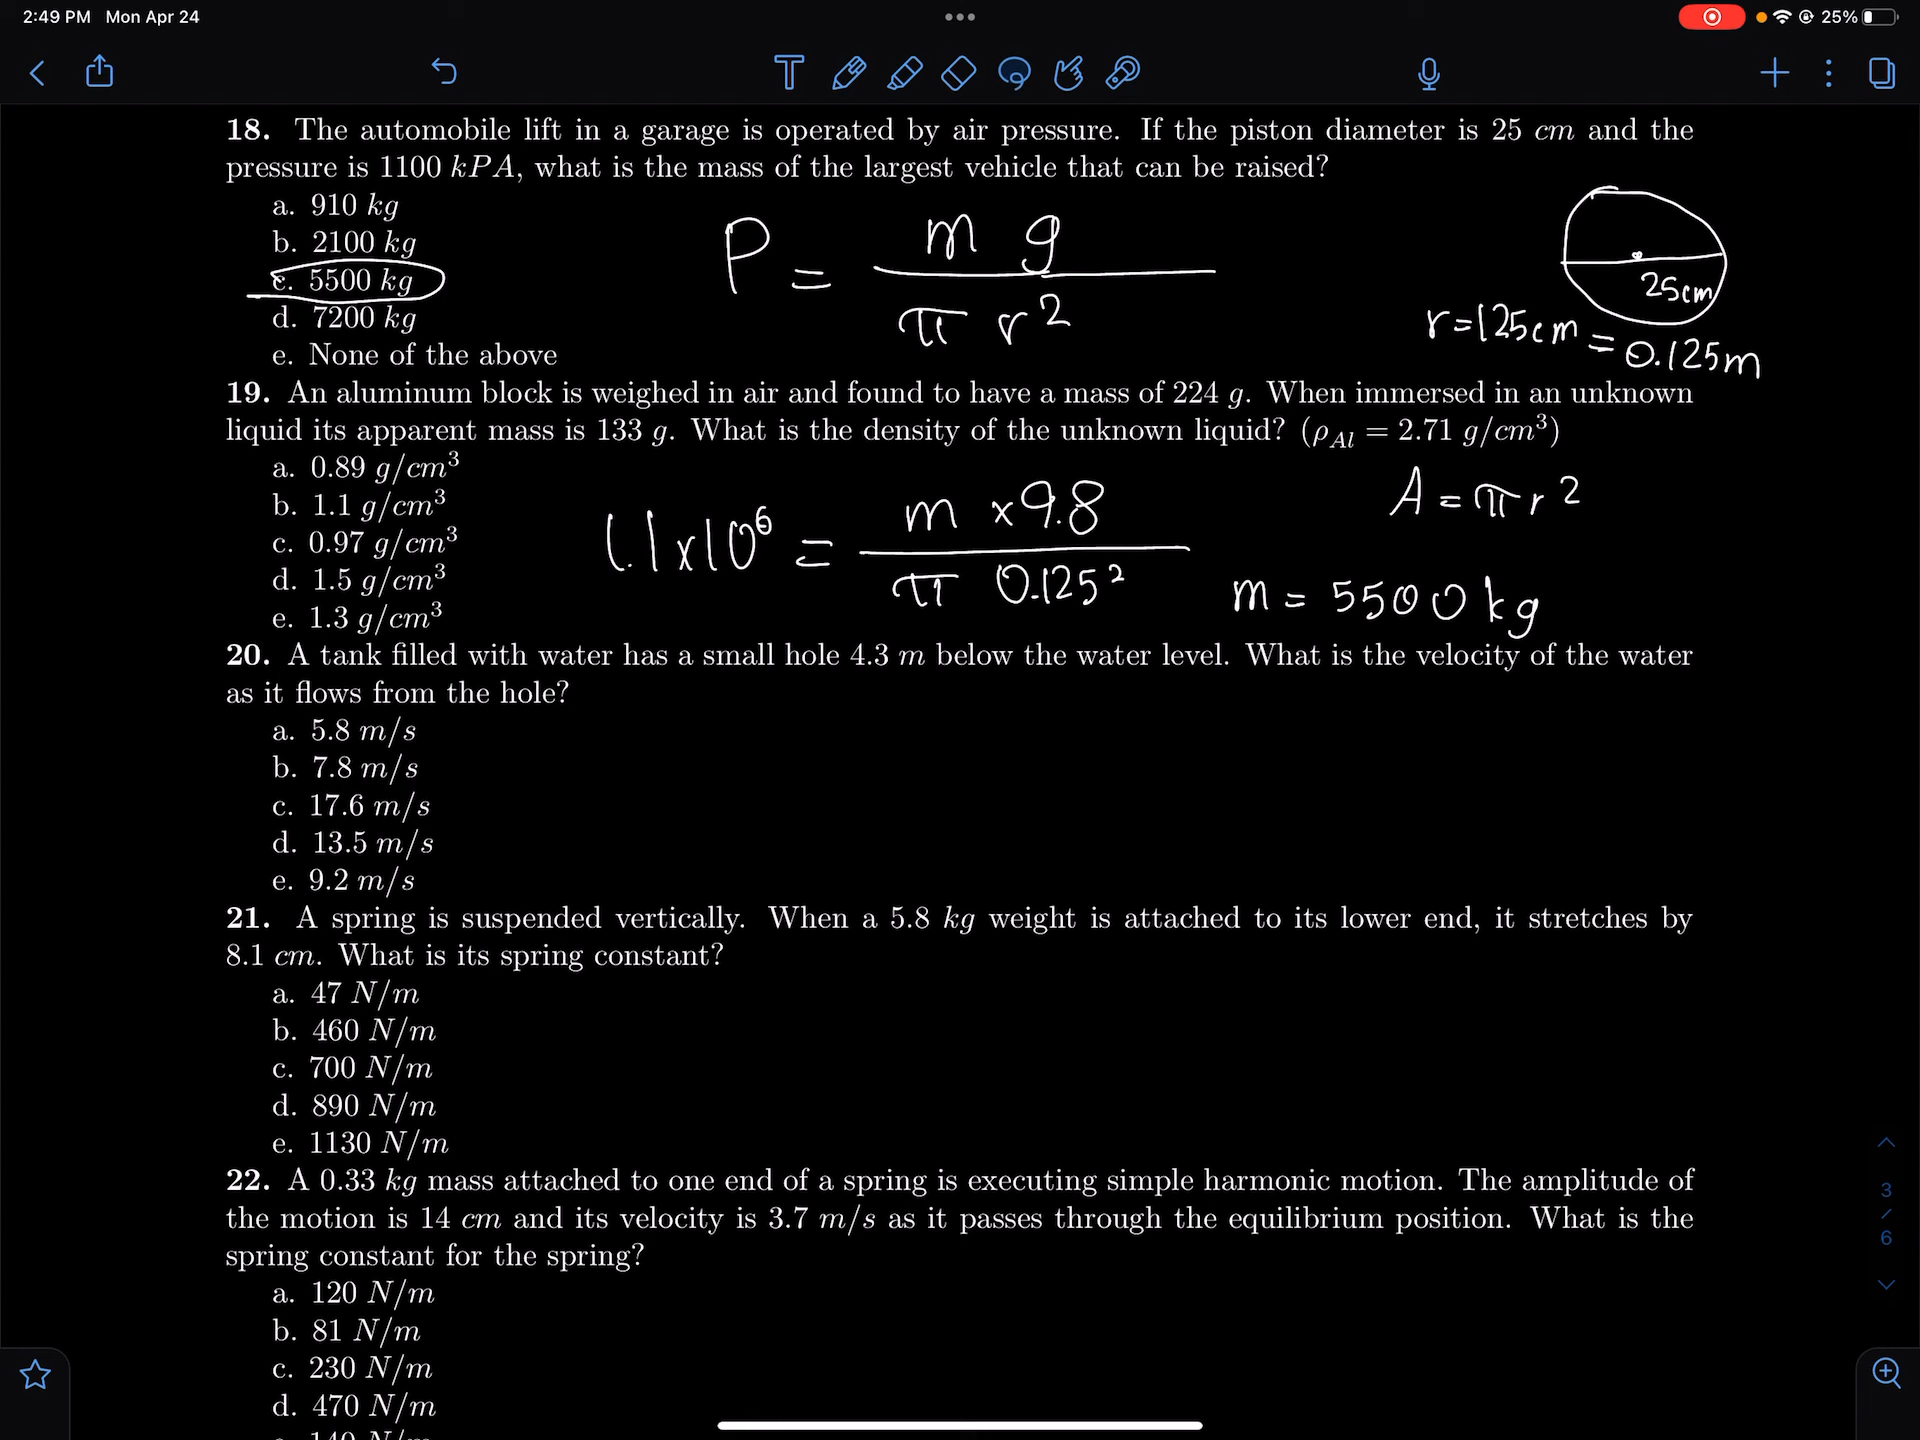 2:49 PM Mon Apr 24
25%
18. The automobile lift in a garage is operated by air pressure. If the piston diameter is 25 cm and the
pressure is 1100 kPA, what is the mass of the largest vehicle that can be raised?
a. 910 kg
b. 2100 kg
c. 5500 kg
d. 7200 kg
e. None of the above
P = m g / π r²
25cm
r=125cm = 0.125m
19. An aluminum block is weighed in air and found to have a mass of 224 g. When immersed in an unknown
liquid its apparent mass is 133 g. What is the density of the unknown liquid? (ρAl = 2.71 g/cm³)
a. 0.89 g/cm³
b. 1.1 g/cm³
c. 0.97 g/cm³
d. 1.5 g/cm³
e. 1.3 g/cm³
A = πr²
1.1x10⁶ = m x9.8 / π 0.125²
m = 5500 kg
20. A tank filled with water has a small hole 4.3 m below the water level. What is the velocity of the water
as it flows from the hole?
a. 5.8 m/s
b. 7.8 m/s
c. 17.6 m/s
d. 13.5 m/s
e. 9.2 m/s
21. A spring is suspended vertically. When a 5.8 kg weight is attached to its lower end, it stretches by
8.1 cm. What is its spring constant?
a. 47 N/m
b. 460 N/m
c. 700 N/m
d. 890 N/m
e. 1130 N/m
22. A 0.33 kg mass attached to one end of a spring is executing simple harmonic motion. The amplitude of
the motion is 14 cm and its velocity is 3.7 m/s as it passes through the equilibrium position. What is the
spring constant for the spring?
a. 120 N/m
b. 81 N/m
c. 230 N/m
d. 470 N/m
3
/
6